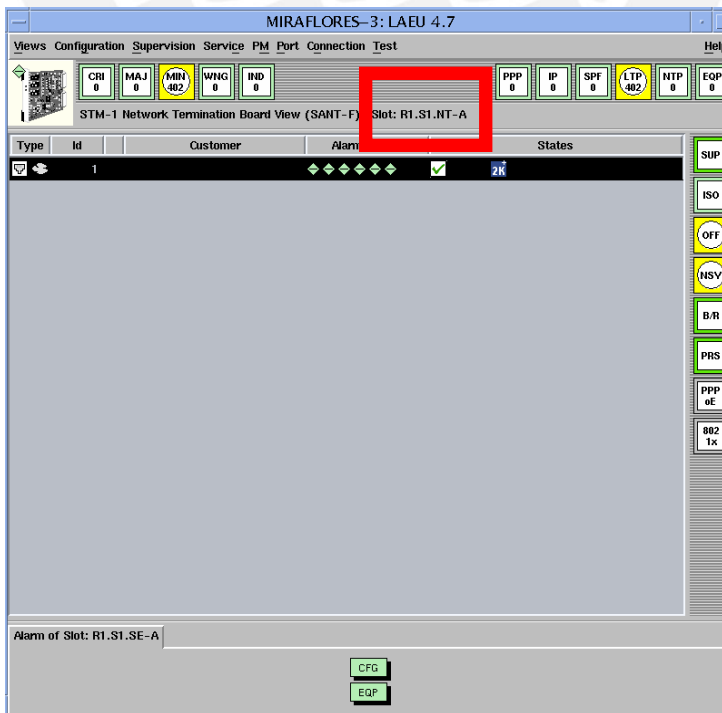 MIRAFLORES-3: LAEU 4.7
Views Configuration Supervision Service PM Port Connection Test
CRI 0 MAJ 0 MIN 402 WNG 0 IND 0 PPP 0 IP 0 SPF 0 LTP 402 NTP 0 EQP 0
STM-1 Network Termination Board View (SANT-F) Slot: R1.S1.NT-A
Type Id Customer States
1 2K
SUP
ISO
OFF
NSY
B/R
PRS
PPP
oE
802
1x
Alarm of Slot: R1.S1.SE-A
CFG
EQP